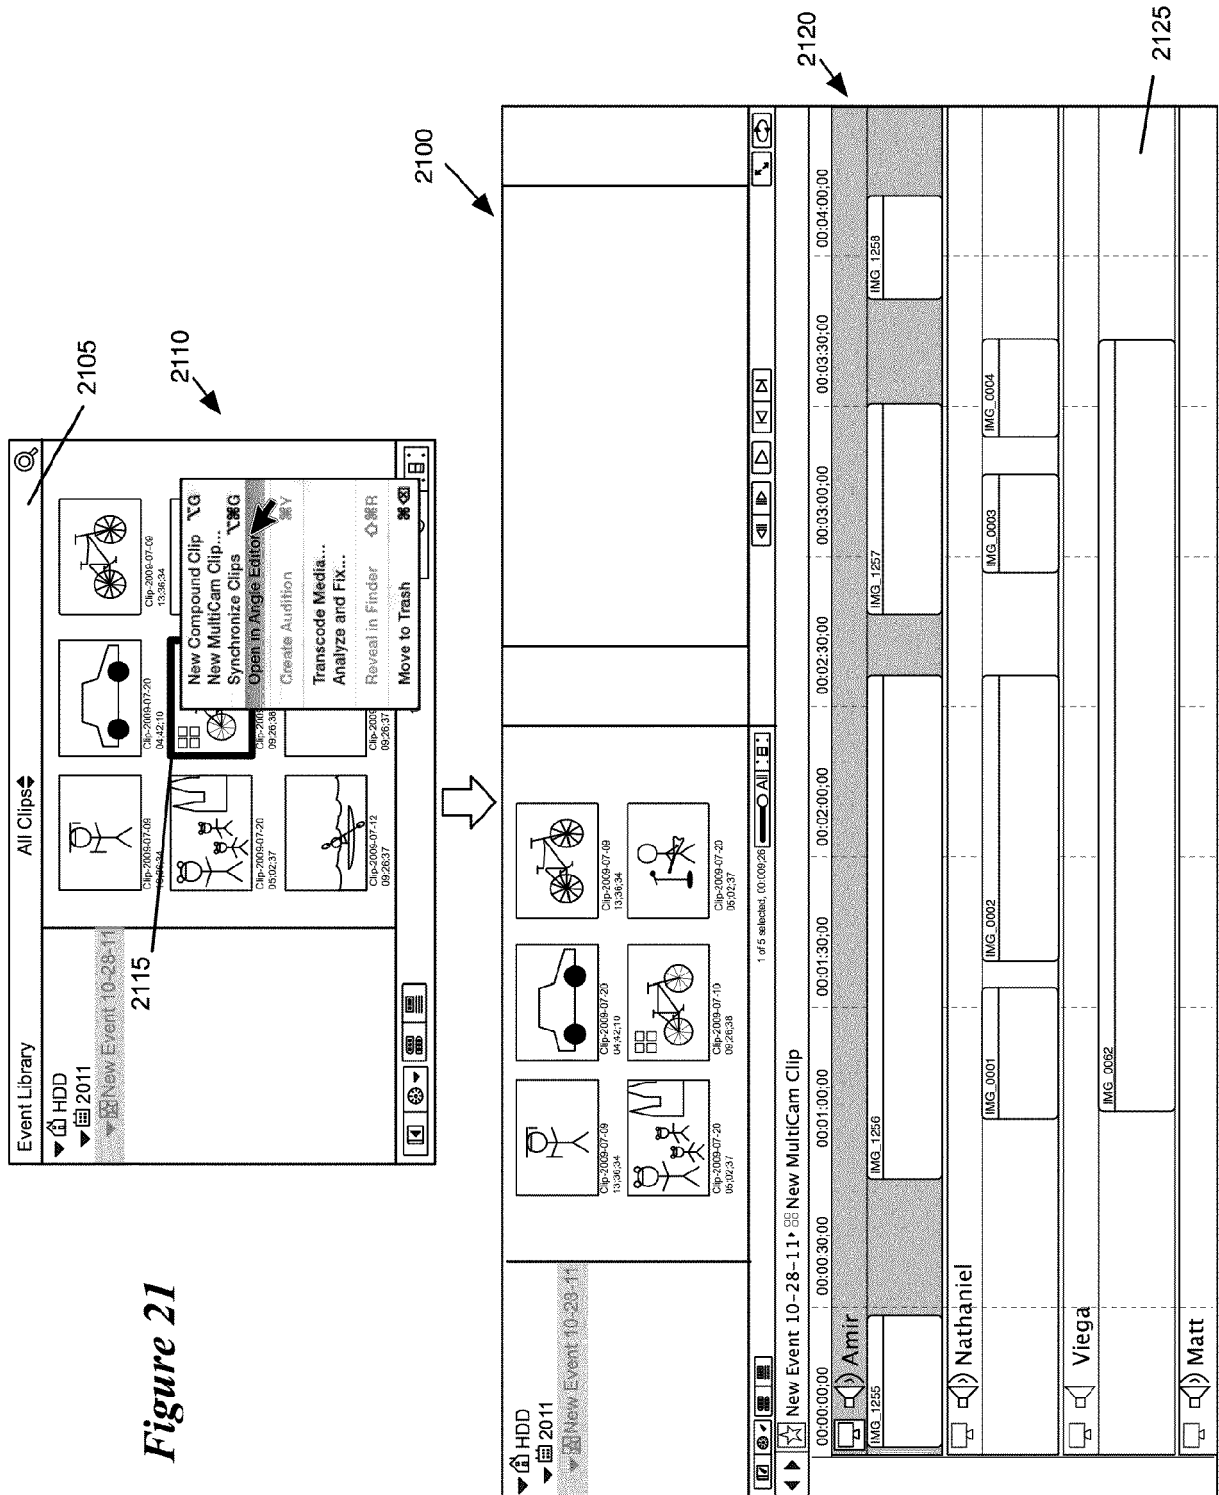 Figure 21
2105
2110
2115
Event Library
All Clips
HDD
2011
New Event 10-28-11
Clip-2009-07-09
Clip-2009-07-20
04;42;10
Clip-2009-07-09
13;36;34
Clip-2009-07-20
05;02;37
09;26;38
Clip-2009-07-12
09:26:37
09;26;37
New Compound Clip ⌥G
New MultiCam Clip...
Synchronize Clips ⌥⌘G
Open in Angle Editor
Create Audition ⌘Y
Transcode Media...
Analyze and Fix...
Reveal in Finder ⇧⌘R
Move to Trash ⌘⌫
2100
HDD
2011
New Event 10-28-11
Clip-2009-07-09
13;36;34
Clip-2009-07-20
04;42;10
Clip-2009-07-09
13;36;34
Clip-2009-07-20
05;02;37
Clip-2009-07-10
09;26;38
Clip-2009-07-20
05;02;37
1 of 5 selected, 00:009;26
All
New Event 10-28-11 New MultiCam Clip
2120
00:00:00;00
00:00:30;00
00:01:00;00
00:01:30;00
00:02:00;00
00:02:30;00
00:03:00;00
00:03:30;00
00:04:00;00
Amir
IMG_1255
IMG_1256
IMG_1257
IMG_1258
Nathaniel
IMG_0001
IMG_0002
IMG_0003
IMG_0004
Viega
IMG_0062
Matt
2125